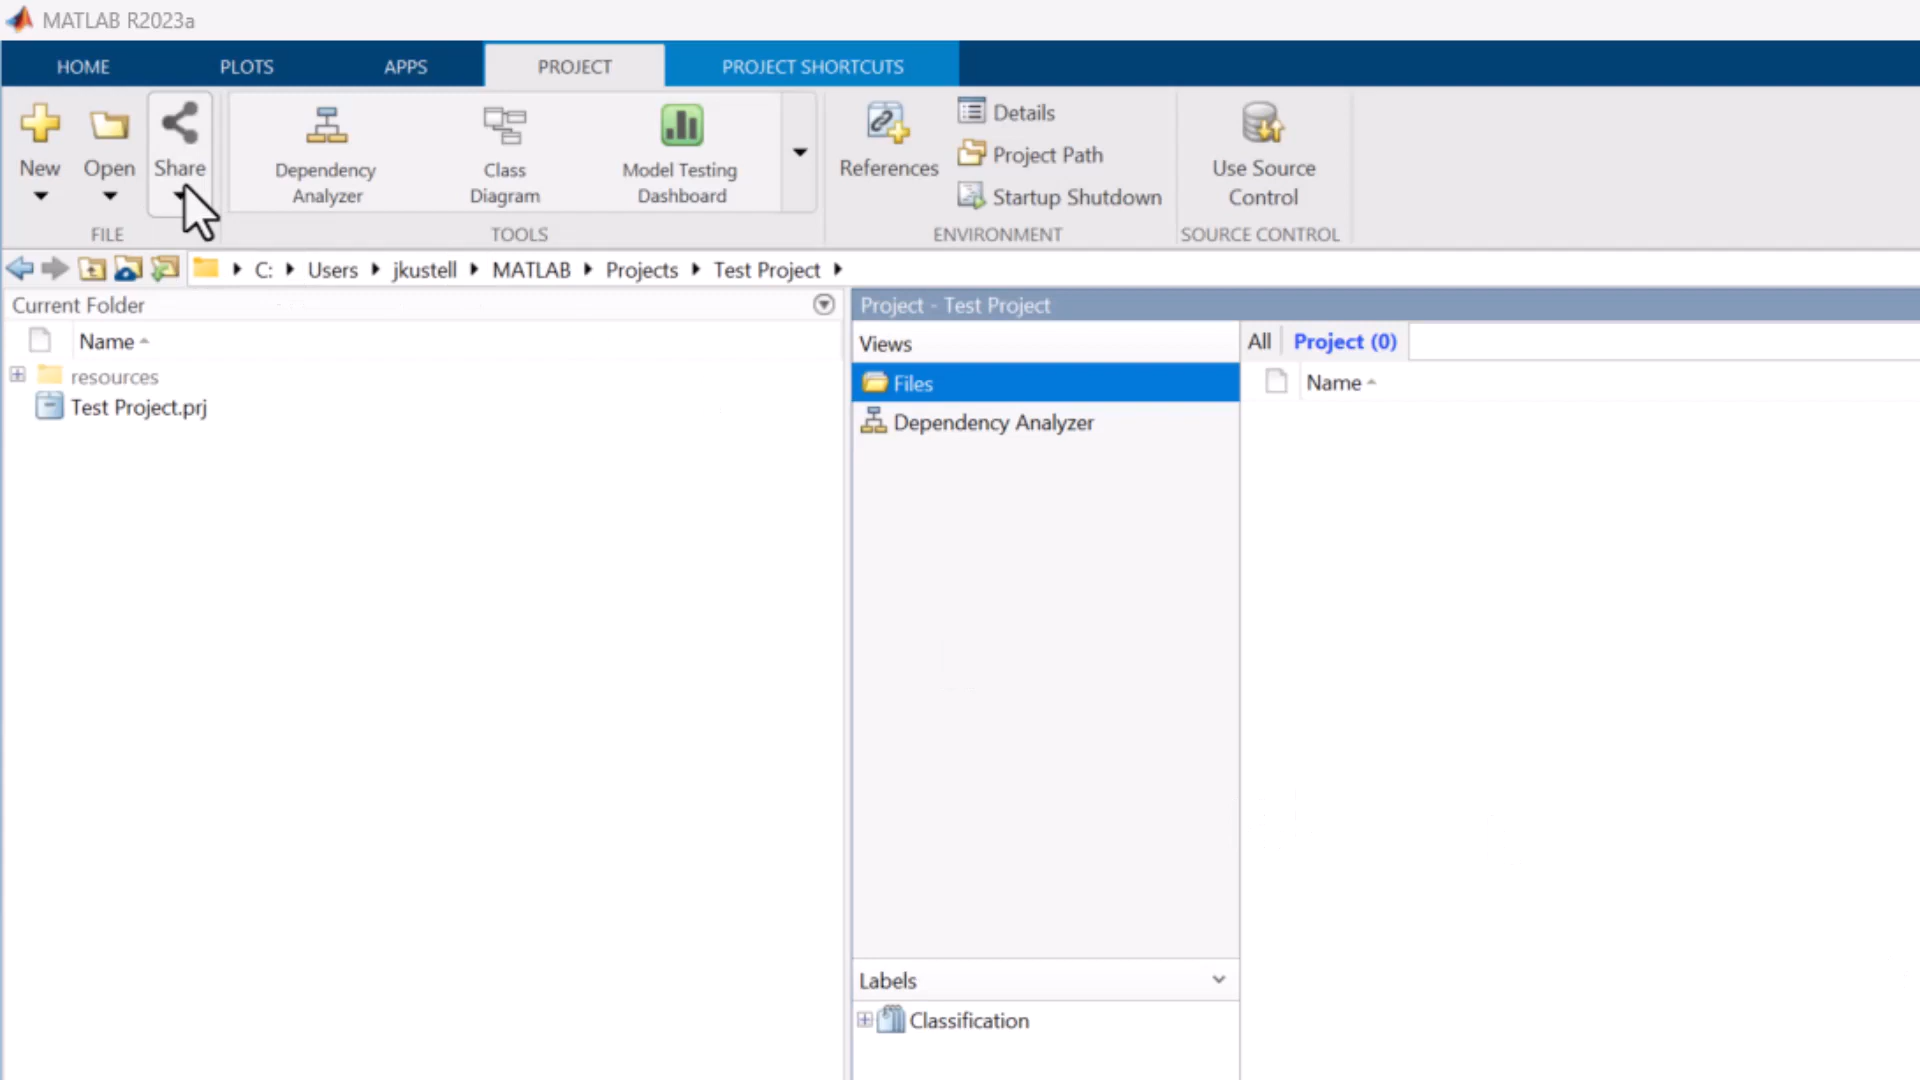 MATLAB R2023a
HOME PLOTS APPS PROJECT PROJECT SHORTCUTS
New Open Share
Dependency Analyzer
Class Diagram
Model Testing Dashboard
References
Details
Project Path
Startup Shutdown
Use Source Control
FILE TOOLS ENVIRONMENT SOURCE CONTROL
C: Users jkustell MATLAB Projects Test Project
Current Folder
Name
resources
Test Project.prj
Project - Test Project
Views
Files
Dependency Analyzer
All Project (0)
Name
Labels
Classification